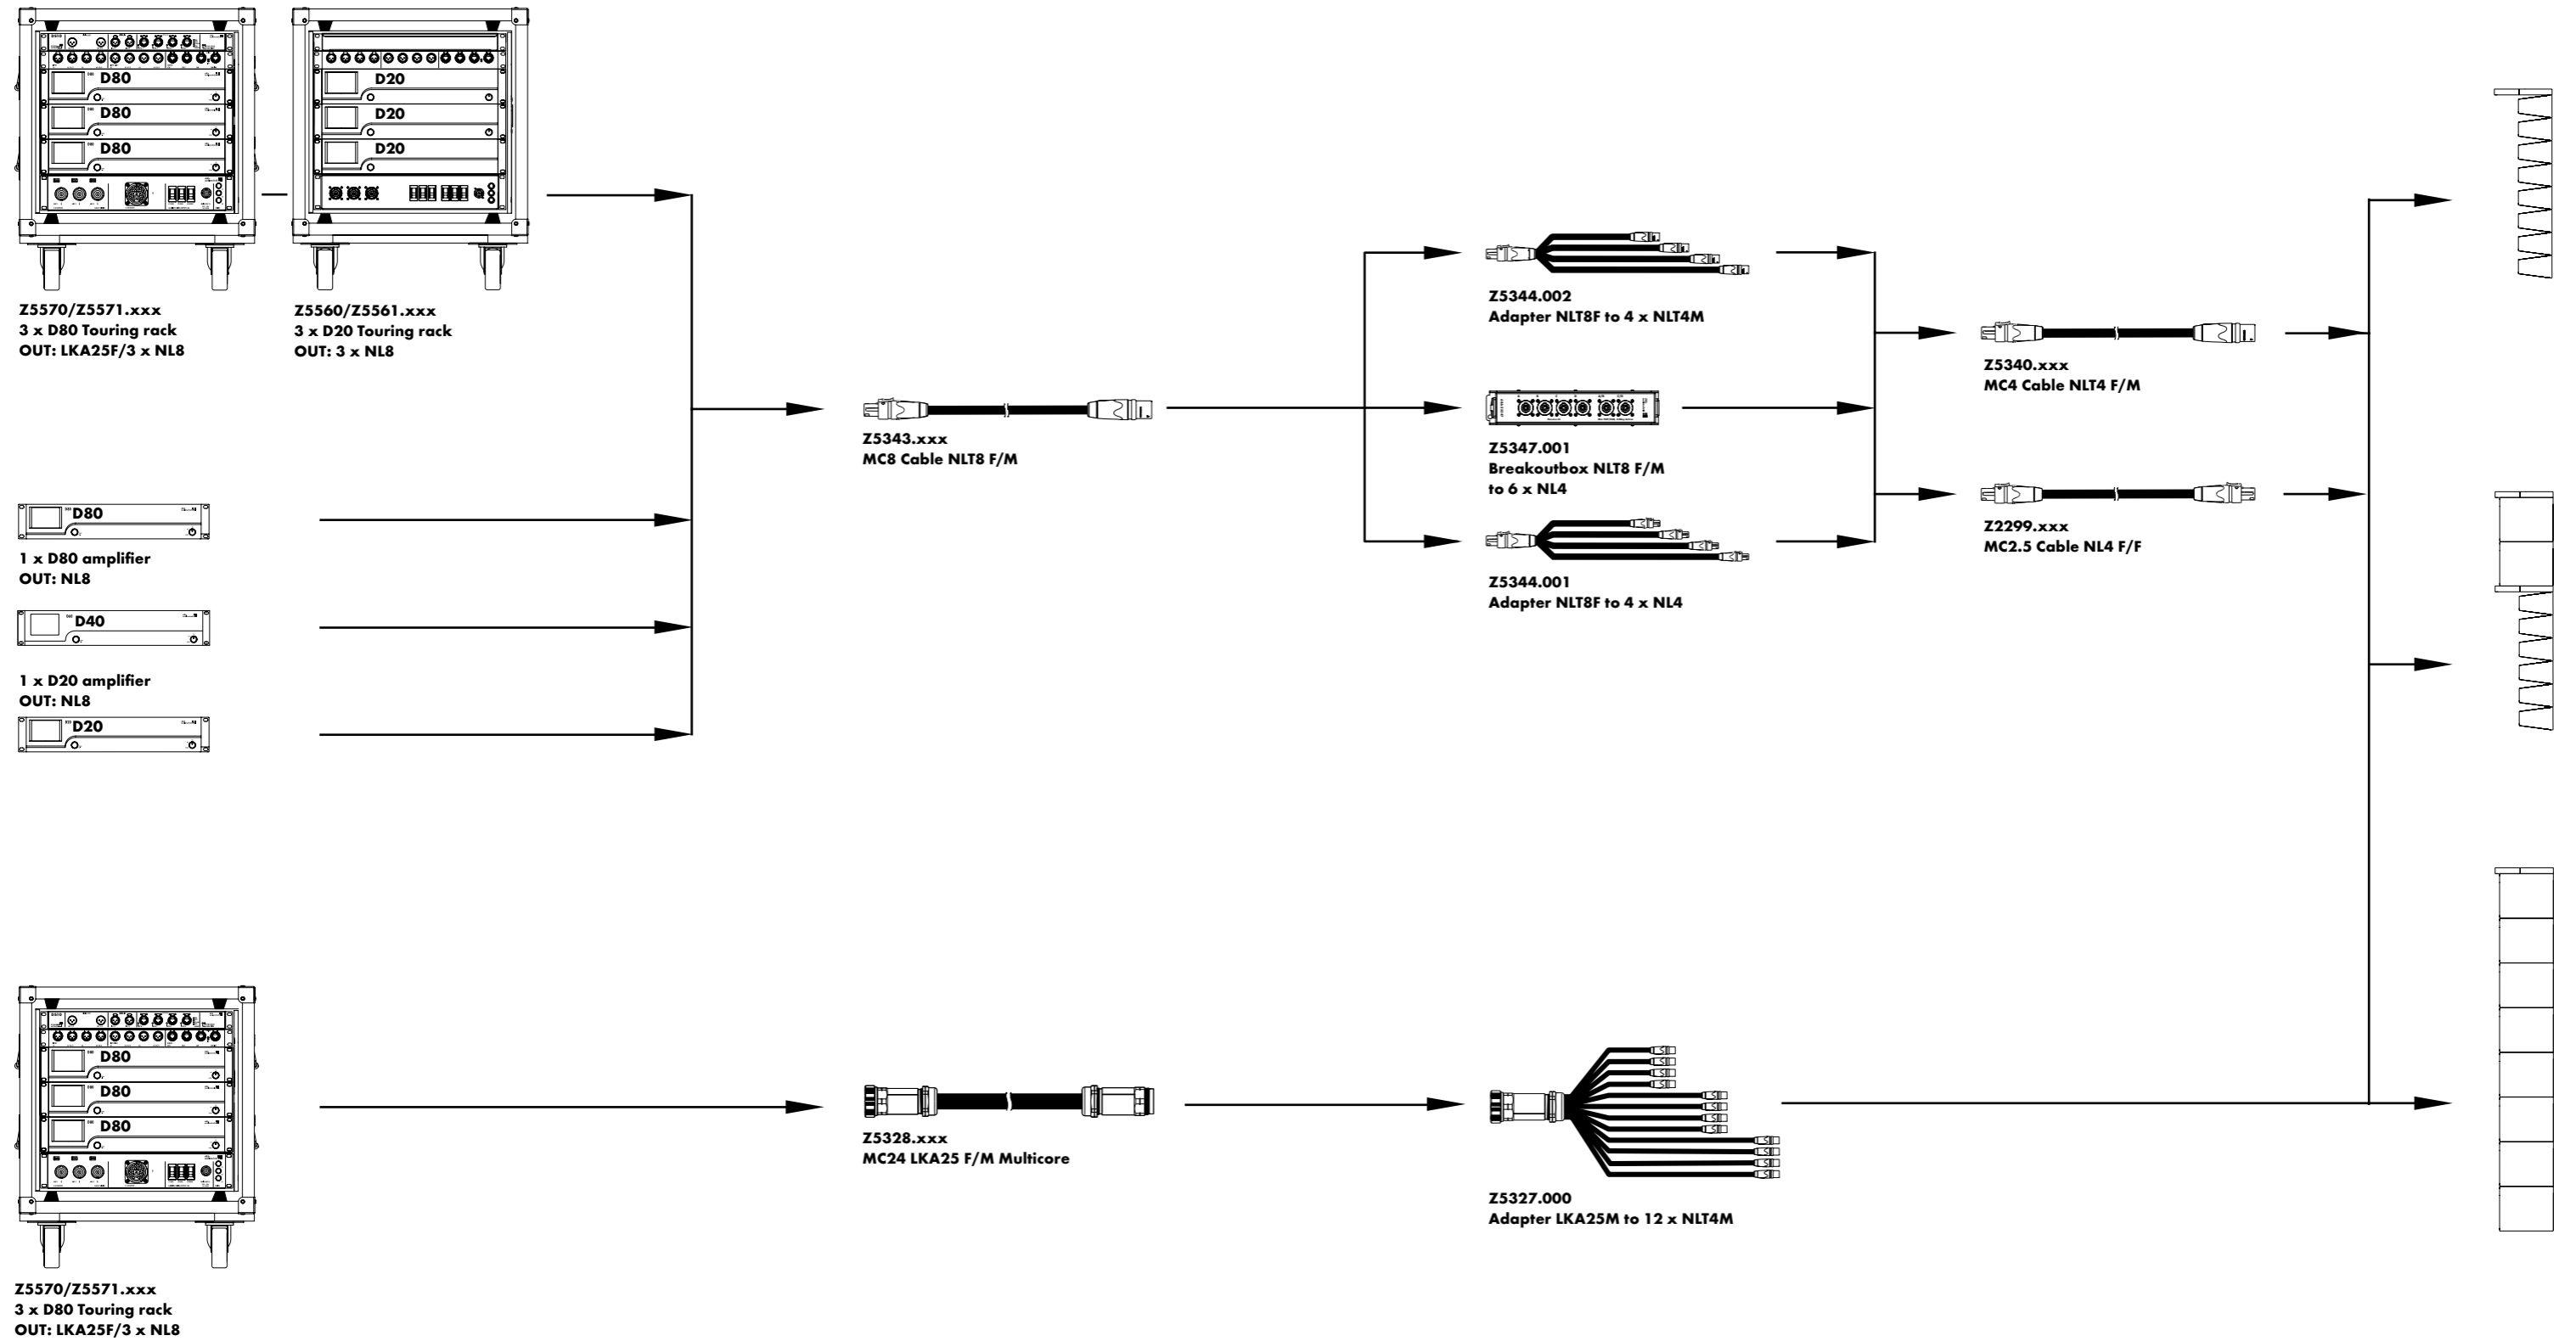 D80
D80
D80
D20
D20
D20
Z5570/Z5571.xxx
3 x D80 Touring rack
OUT: LKA25F/3 x NL8
Z5560/Z5561.xxx
3 x D20 Touring rack
OUT: 3 x NL8
D80
1 x D80 amplifier
OUT: NL8
D40
1 x D20 amplifier
OUT: NL8
D20
Z5343.xxx
MC8 Cable NLT8 F/M
Z5344.002
Adapter NLT8F to 4 x NLT4M
Z5347.001
Breakoutbox NLT8 F/M
to 6 x NL4
Z5344.001
Adapter NLT8F to 4 x NL4
Z5340.xxx
MC4 Cable NLT4 F/M
Z2299.xxx
MC2.5 Cable NL4 F/F
D80
D80
D80
Z5570/Z5571.xxx
3 x D80 Touring rack
OUT: LKA25F/3 x NL8
Z5328.xxx
MC24 LKA25 F/M Multicore
Z5327.000
Adapter LKA25M to 12 x NLT4M